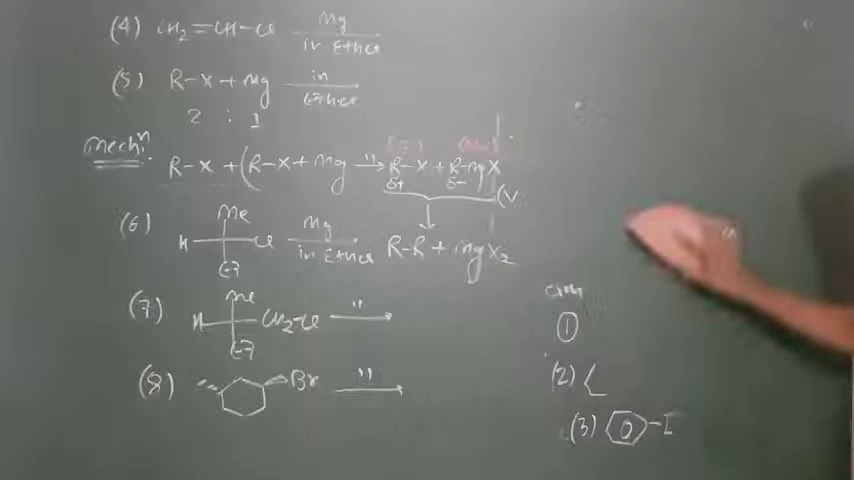 (4) CH2=CH-Cl Mg in Ether
(5) R-X + Mg in Ether
2 : 1
Mechn. R-X + (R-X + Mg " → R-X + R-MgX
δ+ δ-
R-R + MgX2
(6) Me H Cl Et Mg in Ether
(7) Me H CH2-Cl Et "
(8) Br "
(1)
(2)
(3)